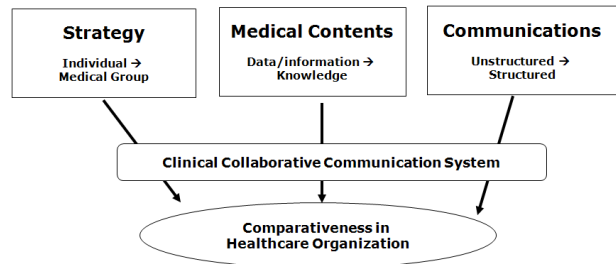 Strategy
Individual →
Medical Group
Medical Contents
Data/information →
Knowledge
Communications
Unstructured →
Structured
Clinical Collaborative Communication System
Comparativeness in
Healthcare Organization